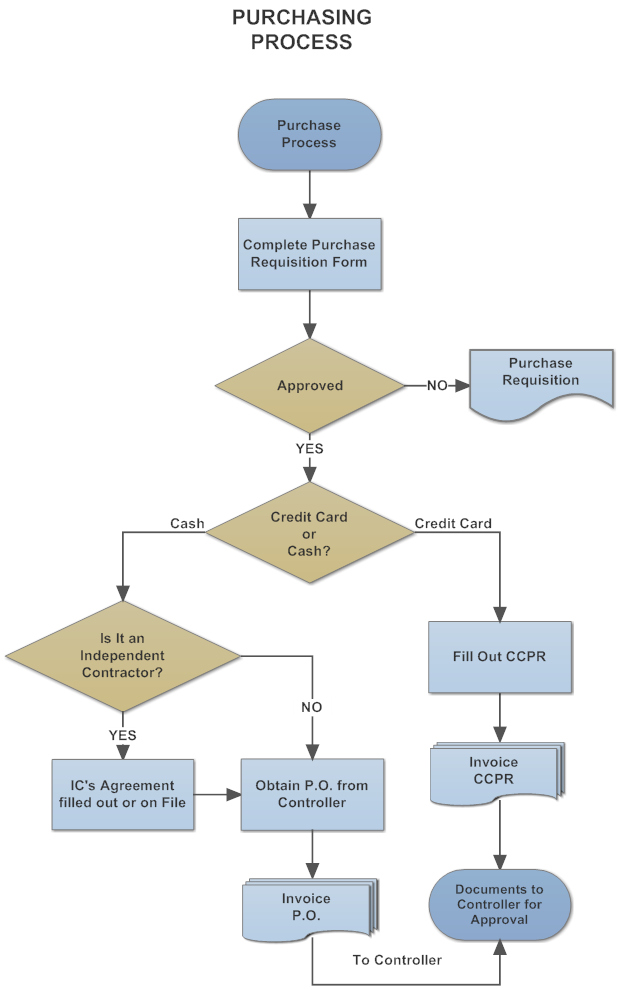 PURCHASING
PROCESS
Purchase
Process
Complete Purchase
Requisition Form
Approved
NO
Purchase
Requisition
YES
Cash
Credit Card
or
Cash?
Credit Card
Is It an
Independent
Contractor?
Fill Out CCPR
NO
YES
IC's Agreement
filled out or on File
Obtain P.O. from
Controller
Invoice
CCPR
Invoice
P.O.
Documents to
Controller for
Approval
To Controller